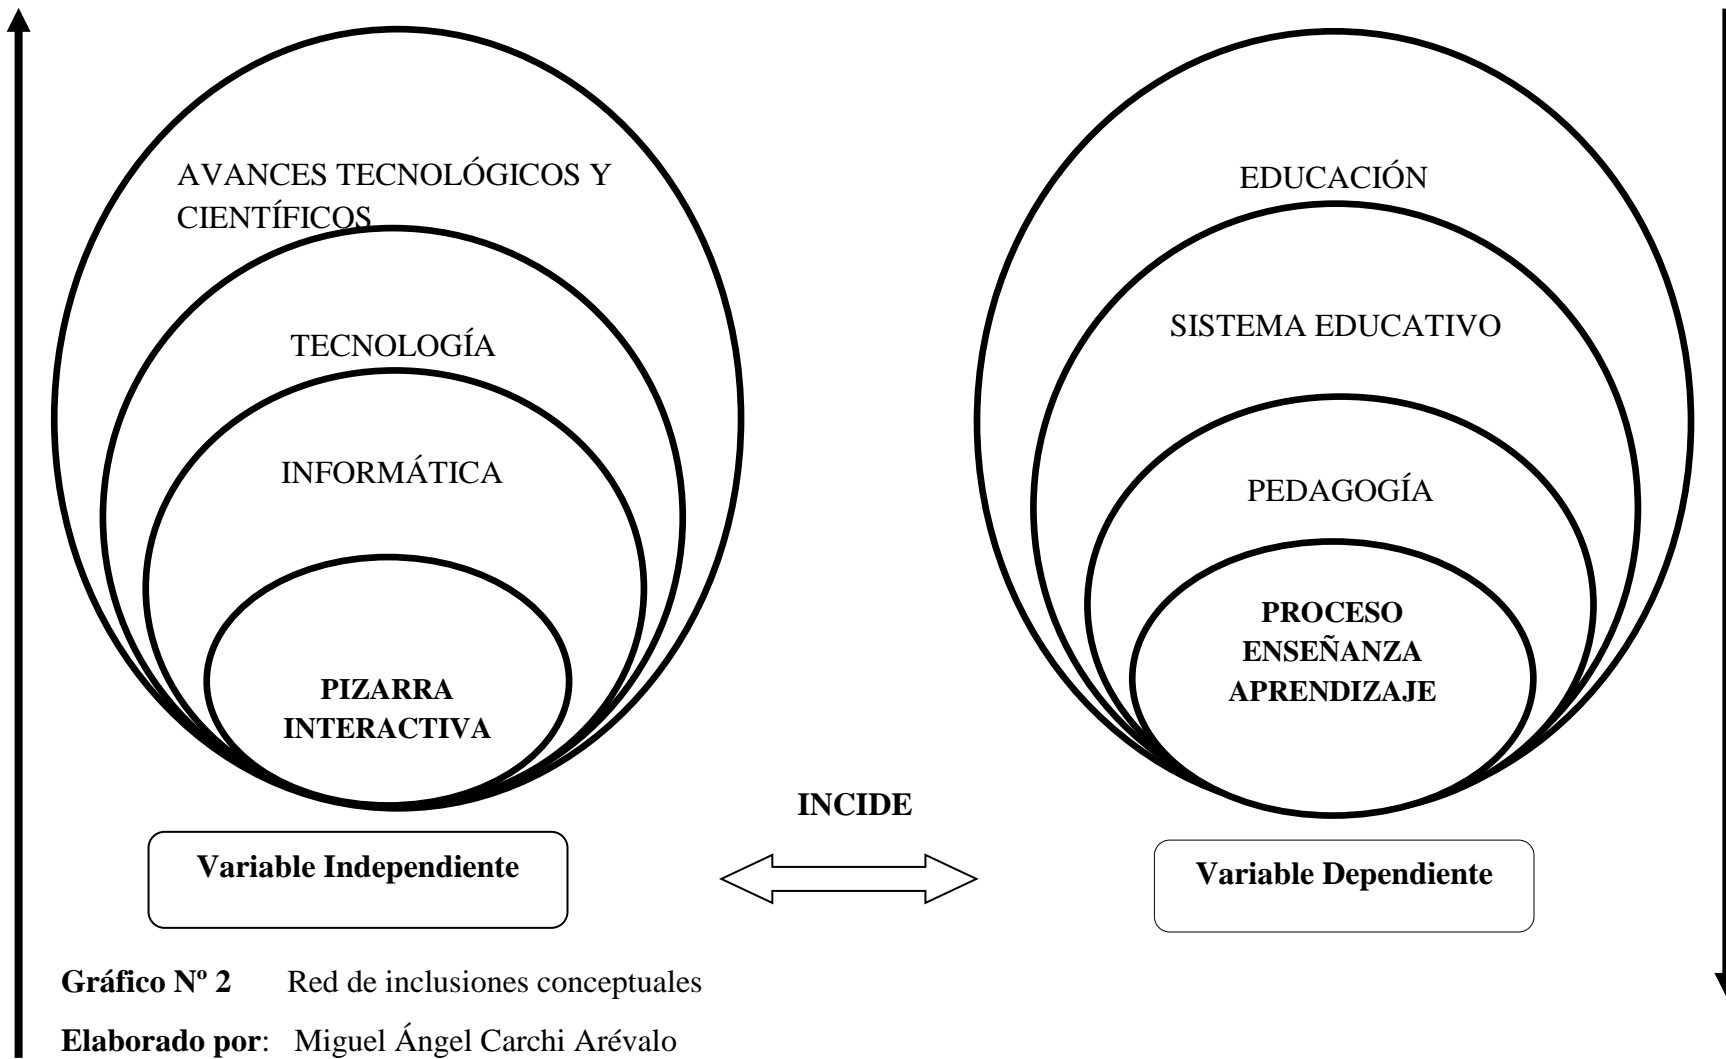 AVANCES TECNOLÓGICOS Y
CIENTÍFICOS
TECNOLOGÍA
INFORMÁTICA
PIZARRA
INTERACTIVA
EDUCACIÓN
SISTEMA EDUCATIVO
PEDAGOGÍA
PROCESO
ENSEÑANZA
APRENDIZAJE
INCIDE
Variable Independiente
Variable Dependiente
Gráfico Nº 2 Red de inclusiones conceptuales
Elaborado por: Miguel Ángel Carchi Arévalo